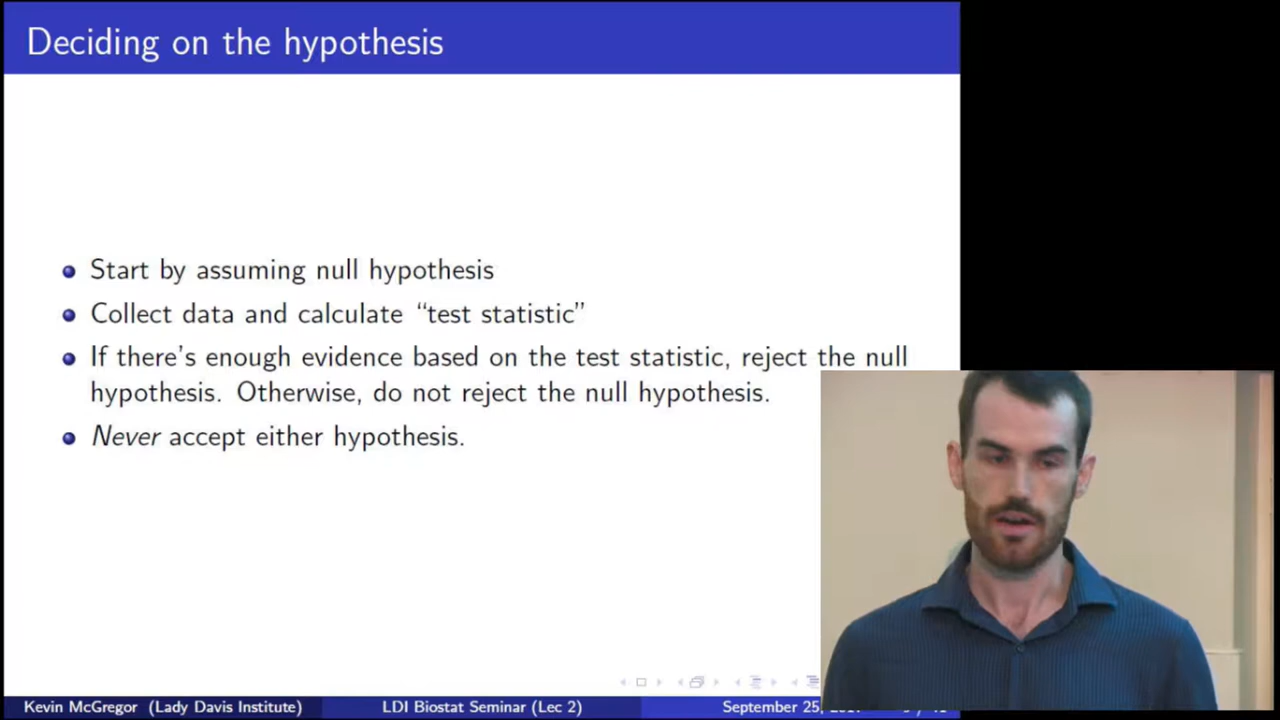 Deciding on the hypothesis
Start by assuming null hypothesis
Collect data and calculate “test statistic”
If there’s enough evidence based on the test statistic, reject the null
hypothesis. Otherwise, do not reject the null hypothesis.
Never accept either hypothesis.
Kevin McGregor (Lady Davis Institute) LDI Biostat Seminar (Lec 2) September 25,